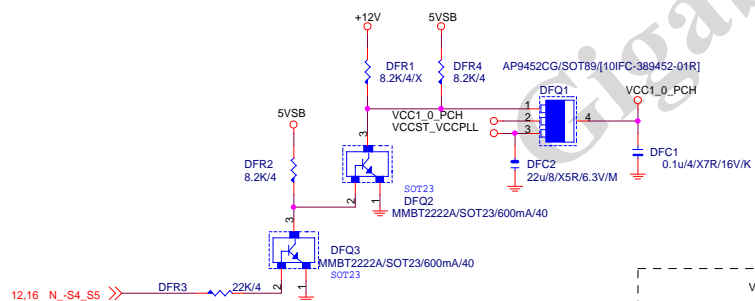 +12V
5VSB
DFR1
8.2K/4/X
DFR4
8.2K/4
AP9452CG/SOT89/[10IFC-389452-01R]
DFQ1
VCC1_0_PCH
1
2
3
4
VCC1_0_PCH
VCCST_VCCPLL
5VSB
3
DFC2
22u/8/X5R/6.3V/M
DFC1
0.1u/4/X7R/16V/K
DFR2
8.2K/4
2
1
SOT23
DFQ2
MMBT2222A/SOT23/600mA/40
3
DFQ3
MMBT2222A/SOT23/600mA/40
SOT23
2
1
12,16 N_-S4_S5
DFR3
22K/4
V
Giga